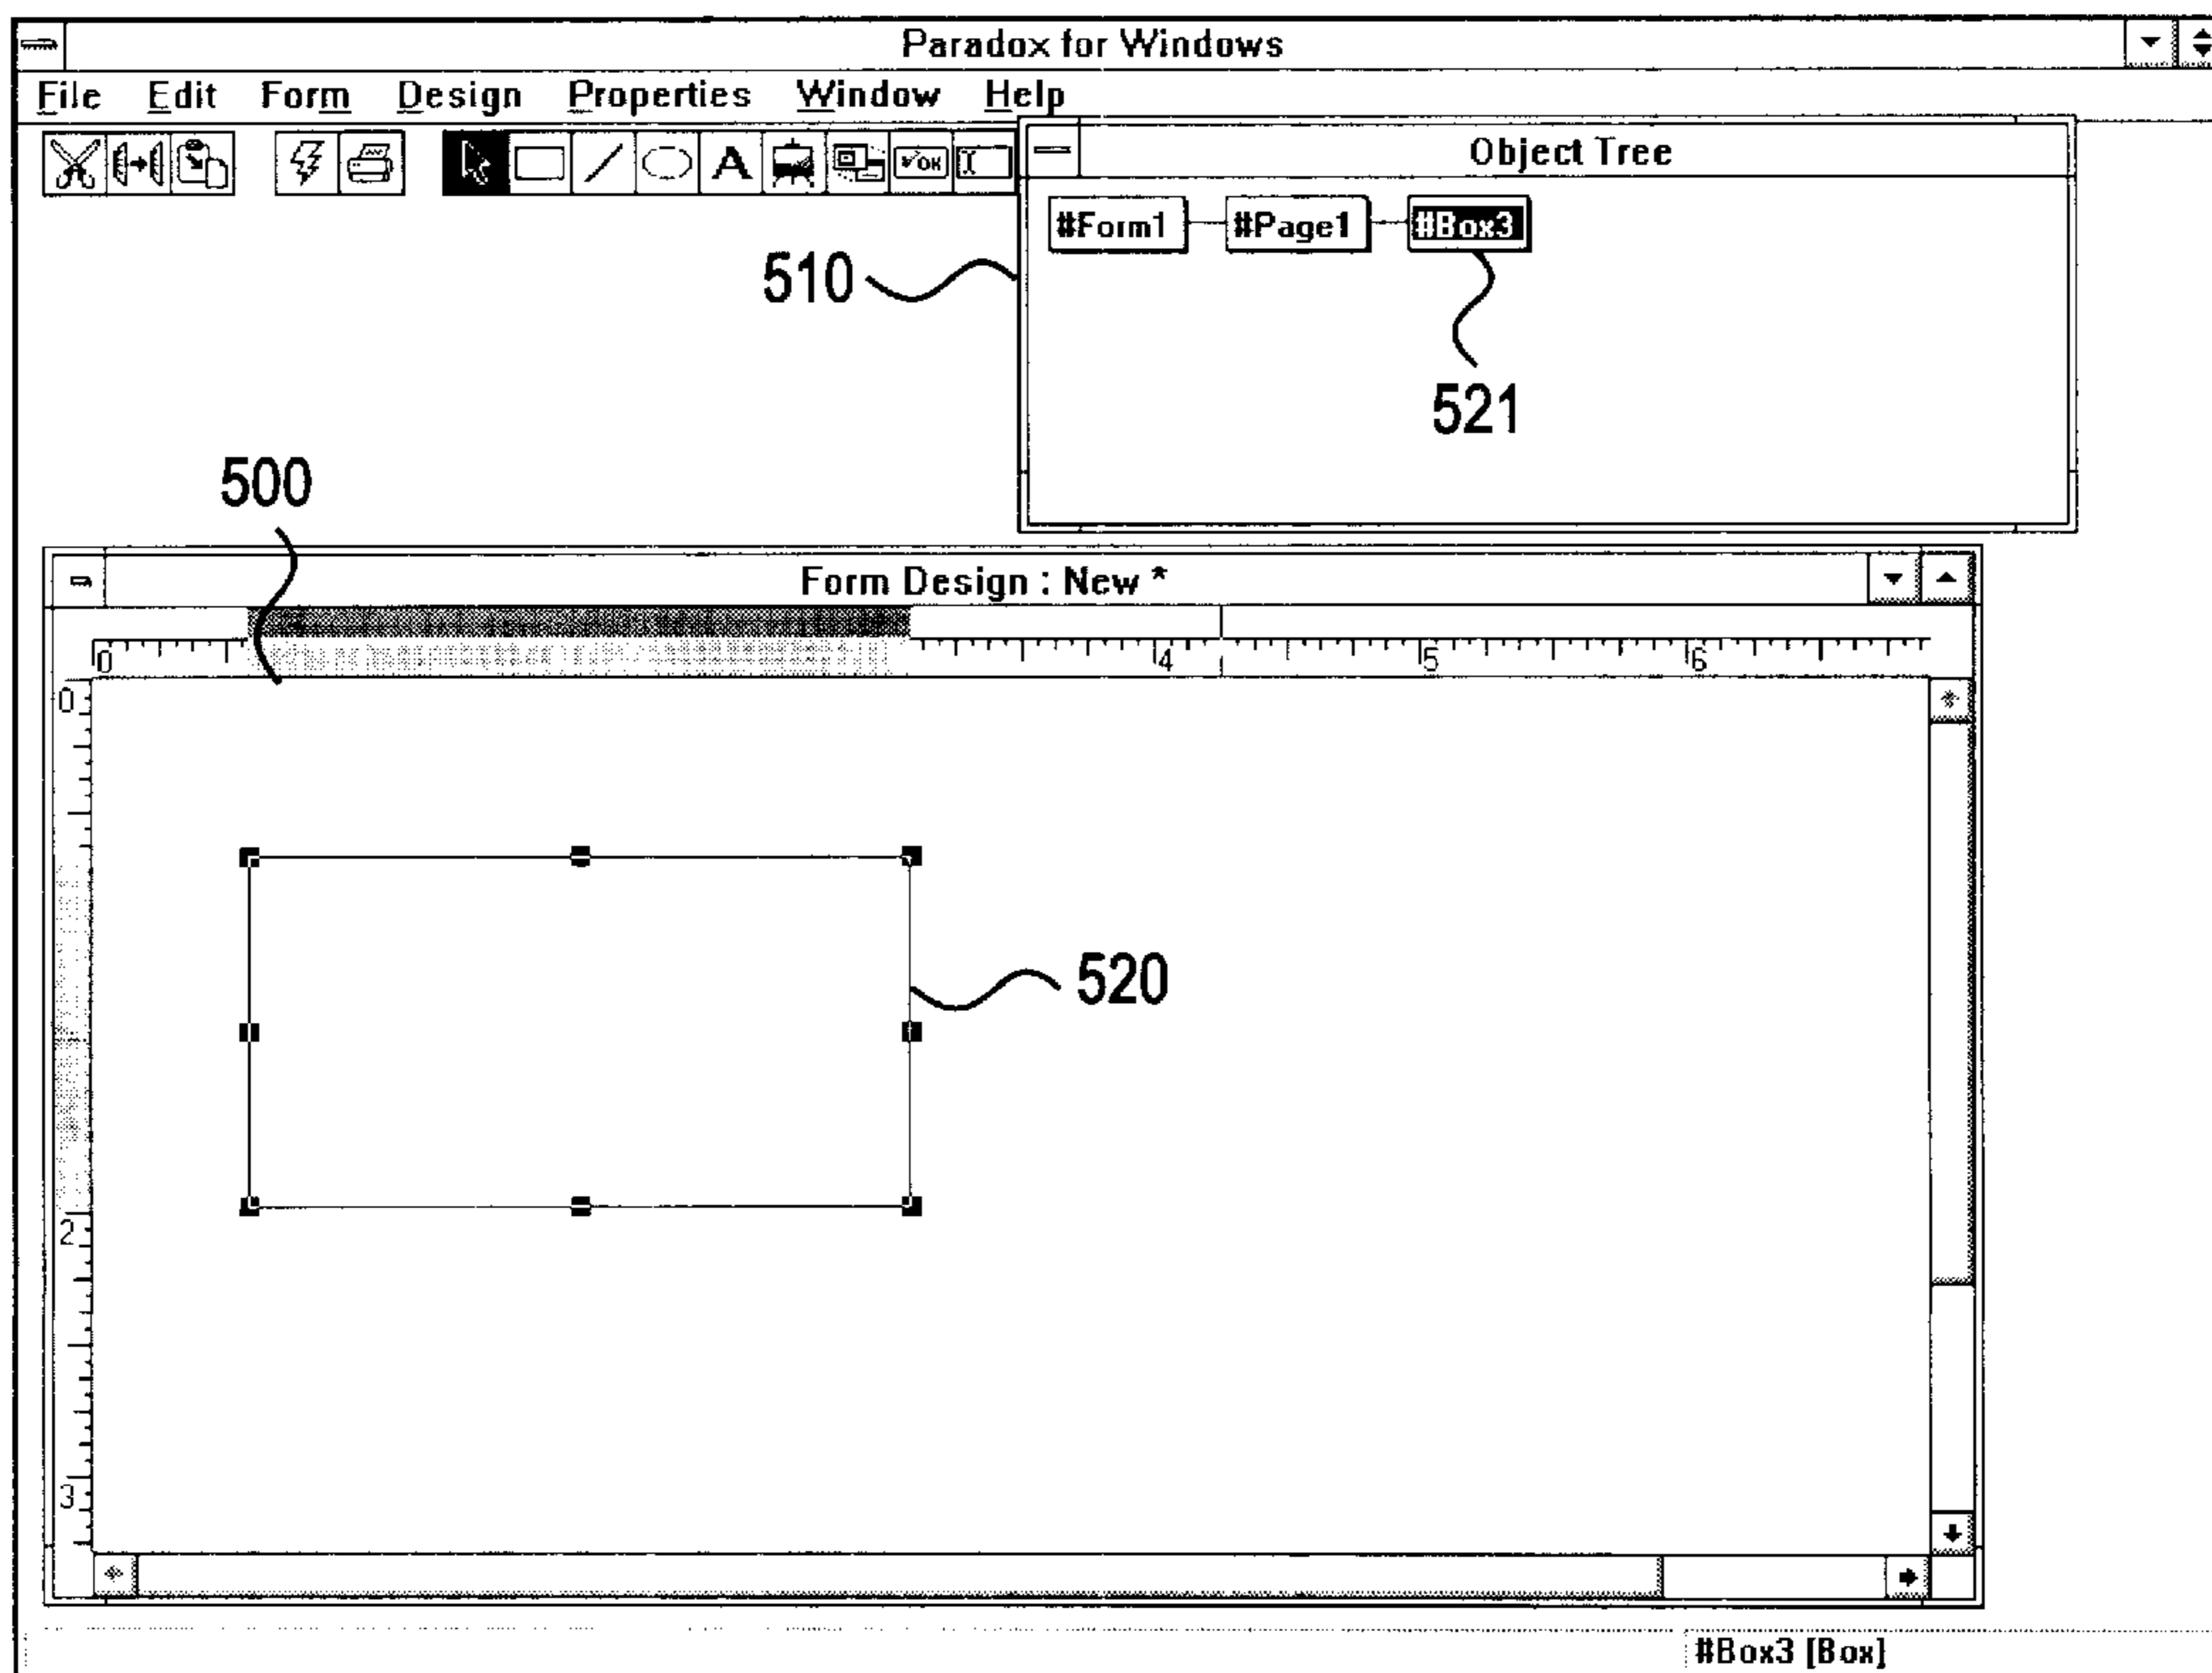 Paradox for Windows
File Edit Form Design Properties Window Help
A OK
Object Tree
#Form1 #Page1 #Box3
510
521
500
Form Design : New *
0 4 5 6
0
520
2
3
#Box3 [Box]